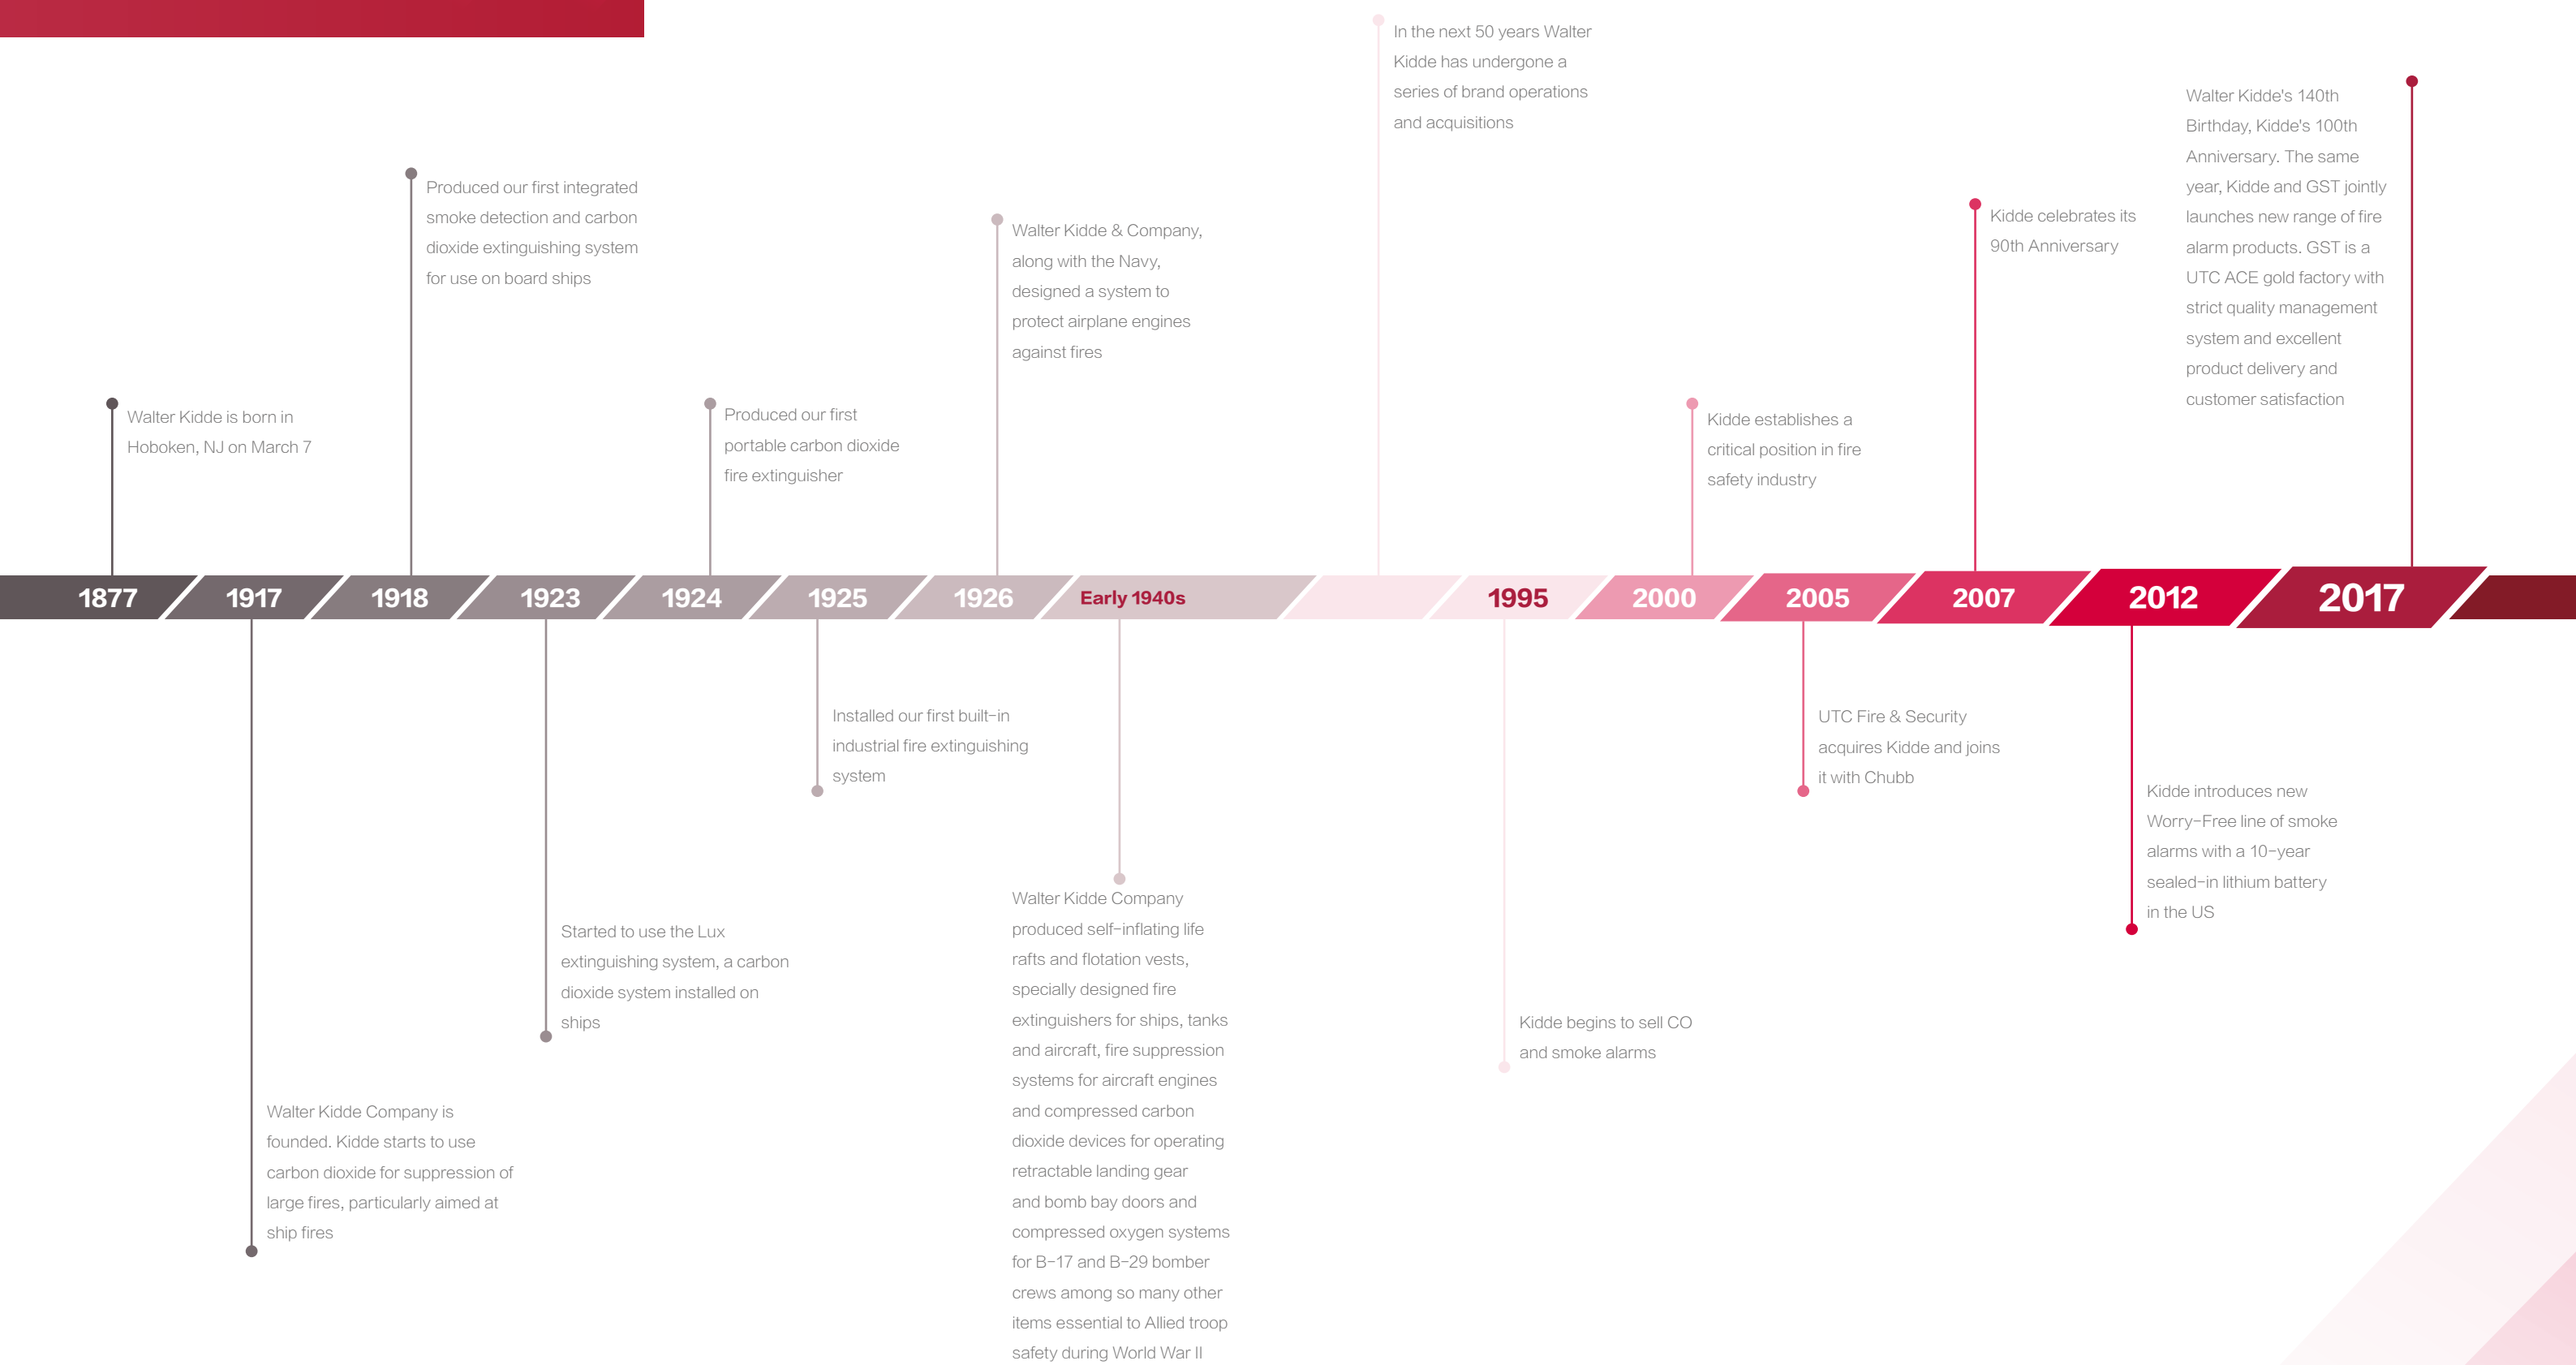 1877
Walter Kidde is born in
Hoboken, NJ on March 7
1917
Walter Kidde Company is
founded. Kidde starts to use
carbon dioxide for suppression of
large fires, particularly aimed at
ship fires
1918
Produced our first integrated
smoke detection and carbon
dioxide extinguishing system
for use on board ships
1923
Started to use the Lux
extinguishing system, a carbon
dioxide system installed on
ships
1924
Produced our first
portable carbon dioxide
fire extinguisher
1925
Installed our first built-in
industrial fire extinguishing
system
1926
Walter Kidde & Company,
along with the Navy,
designed a system to
protect airplane engines
against fires
Early 1940s
Walter Kidde Company
produced self-inflating life
rafts and flotation vests,
specially designed fire
extinguishers for ships, tanks
and aircraft, fire suppression
systems for aircraft engines
and compressed carbon
dioxide devices for operating
retractable landing gear
and bomb bay doors and
compressed oxygen systems
for B-17 and B-29 bomber
crews among so many other
items essential to Allied troop
safety during World War II
In the next 50 years Walter
Kidde has undergone a
series of brand operations
and acquisitions
1995
Kidde begins to sell CO
and smoke alarms
2000
Kidde establishes a
critical position in fire
safety industry
2005
UTC Fire & Security
acquires Kidde and joins
it with Chubb
2007
Kidde celebrates its
90th Anniversary
2012
Kidde introduces new
Worry-Free line of smoke
alarms with a 10-year
sealed-in lithium battery
in the US
2017
Walter Kidde's 140th
Birthday, Kidde's 100th
Anniversary. The same
year, Kidde and GST jointly
launches new range of fire
alarm products. GST is a
UTC ACE gold factory with
strict quality management
system and excellent
product delivery and
customer satisfaction